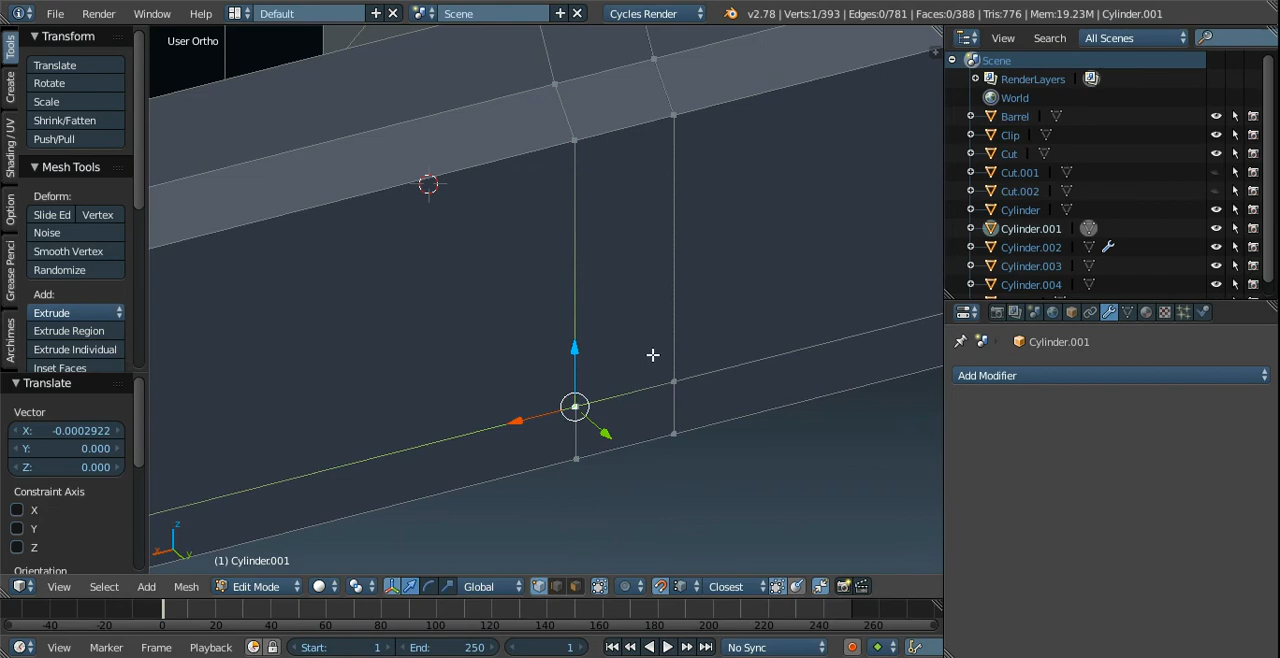 File Render Window Help Default Scene Cycles Render v2.78 | Verts:1/393 | Edges:0/781 | Faces:0/388 | Tris:776 | Mem:19.23M | Cylinder.001
Tools
Create
Shading / UV
Option
Grease Penci
Archimes
Transform
Translate
Rotate
Scale
Shrink/Fatten
Push/Pull
Mesh Tools
Deform:
Slide Ed Vertex
Noise
Smooth Vertex
Randomize
Add:
Extrude
Extrude Region
Extrude Individual
Inset Faces
Translate
Vector
X: -0.0002922
Y: 0.000
Z: 0.000
Constraint Axis
X
Y
Z
Orientation
User Ortho
z
x
y
(1) Cylinder.001
View Search All Scenes
Scene
RenderLayers
World
Barrel
Clip
Cut
Cut.001
Cut.002
Cylinder
Cylinder.001
Cylinder.002
Cylinder.003
Cylinder.004
Cylinder.001
Add Modifier
View Select Add Mesh Edit Mode Global Closest
-40 -20 0 20 40 60 80 100 120 140 160 180 200 220 240 260
View Marker Frame Playback Start: 1 End: 250 1 No Sync